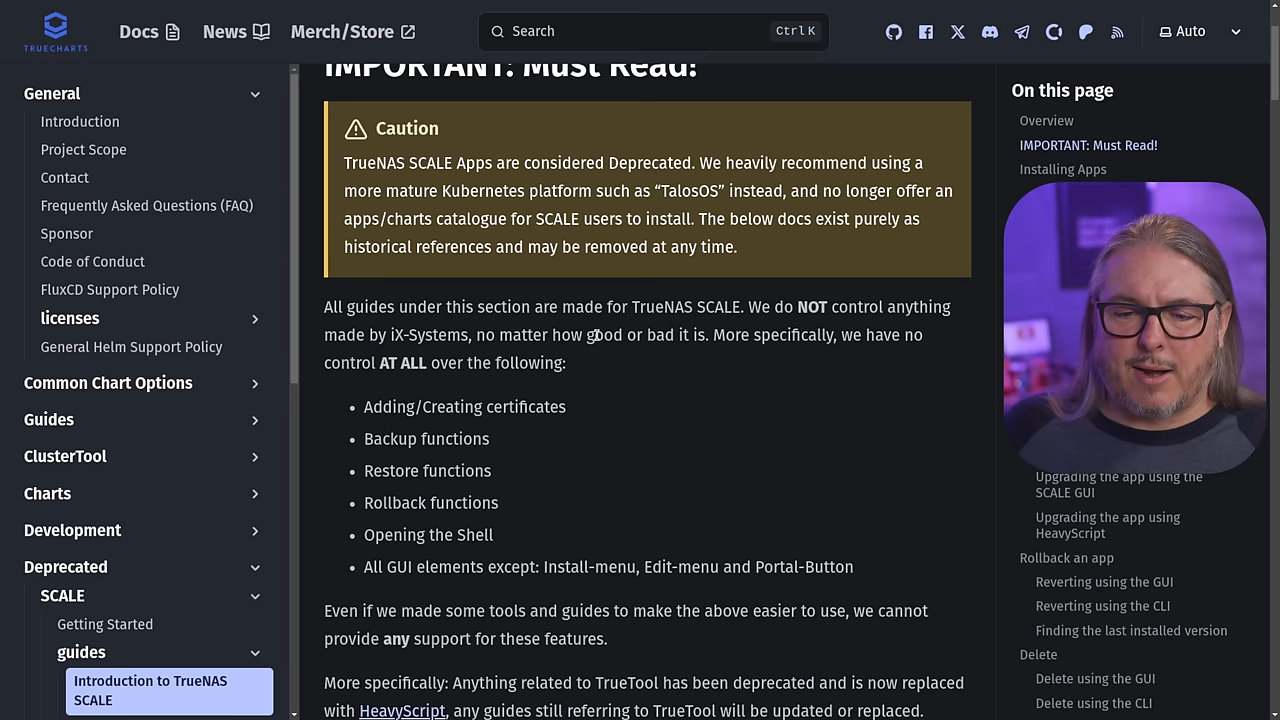 TRUECHARTS
Docs
News
Merch/Store
Search
Ctrl K
Auto
General
Introduction
Project Scope
Contact
Frequently Asked Questions (FAQ)
Sponsor
Code of Conduct
FluxCD Support Policy
licenses
General Helm Support Policy
Common Chart Options
Guides
ClusterTool
Charts
Development
Deprecated
SCALE
Getting Started
guides
Introduction to TrueNAS
SCALE
IMPORTANT: Must Read!
Caution
TrueNAS SCALE Apps are considered Deprecated. We heavily recommend using a
more mature Kubernetes platform such as “TalosOS” instead, and no longer offer an
apps/charts catalogue for SCALE users to install. The below docs exist purely as
historical references and may be removed at any time.
All guides under this section are made for TrueNAS SCALE. We do NOT control anything
made by iX-Systems, no matter how good or bad it is. More specifically, we have no
control AT ALL over the following:
• Adding/Creating certificates
• Backup functions
• Restore functions
• Rollback functions
• Opening the Shell
• All GUI elements except: Install-menu, Edit-menu and Portal-Button
Even if we made some tools and guides to make the above easier to use, we cannot
provide any support for these features.
More specifically: Anything related to TrueTool has been deprecated and is now replaced
with HeavyScript, any guides still referring to TrueTool will be updated or replaced.
On this page
Overview
IMPORTANT: Must Read!
Installing Apps
Upgrading the app using the
SCALE GUI
Upgrading the app using
HeavyScript
Rollback an app
Reverting using the GUI
Reverting using the CLI
Finding the last installed version
Delete
Delete using the GUI
Delete using the CLI